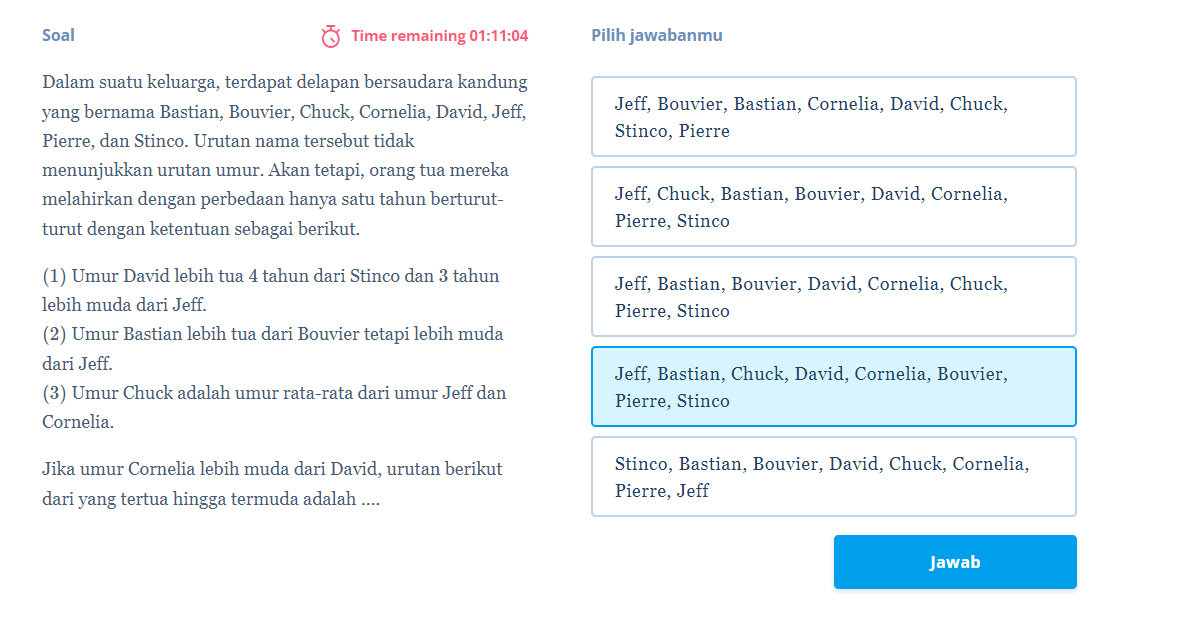 Soal
Time remaining 01:11:04
Dalam suatu keluarga, terdapat delapan bersaudara kandung
yang bernama Bastian, Bouvier, Chuck, Cornelia, David, Jeff,
Pierre, dan Stinco. Urutan nama tersebut tidak
menunjukkan urutan umur. Akan tetapi, orang tua mereka
melahirkan dengan perbedaan hanya satu tahun berturut-
turut dengan ketentuan sebagai berikut.
(1) Umur David lebih tua 4 tahun dari Stinco dan 3 tahun
lebih muda dari Jeff.
(2) Umur Bastian lebih tua dari Bouvier tetapi lebih muda
dari Jeff.
(3) Umur Chuck adalah umur rata-rata dari umur Jeff dan
Cornelia.
Jika umur Cornelia lebih muda dari David, urutan berikut
dari yang tertua hingga termuda adalah ....
Pilih jawabanmu
Jeff, Bouvier, Bastian, Cornelia, David, Chuck,
Stinco, Pierre
Jeff, Chuck, Bastian, Bouvier, David, Cornelia,
Pierre, Stinco
Jeff, Bastian, Bouvier, David, Cornelia, Chuck,
Pierre, Stinco
Jeff, Bastian, Chuck, David, Cornelia, Bouvier,
Pierre, Stinco
Stinco, Bastian, Bouvier, David, Chuck, Cornelia,
Pierre, Jeff
Jawab